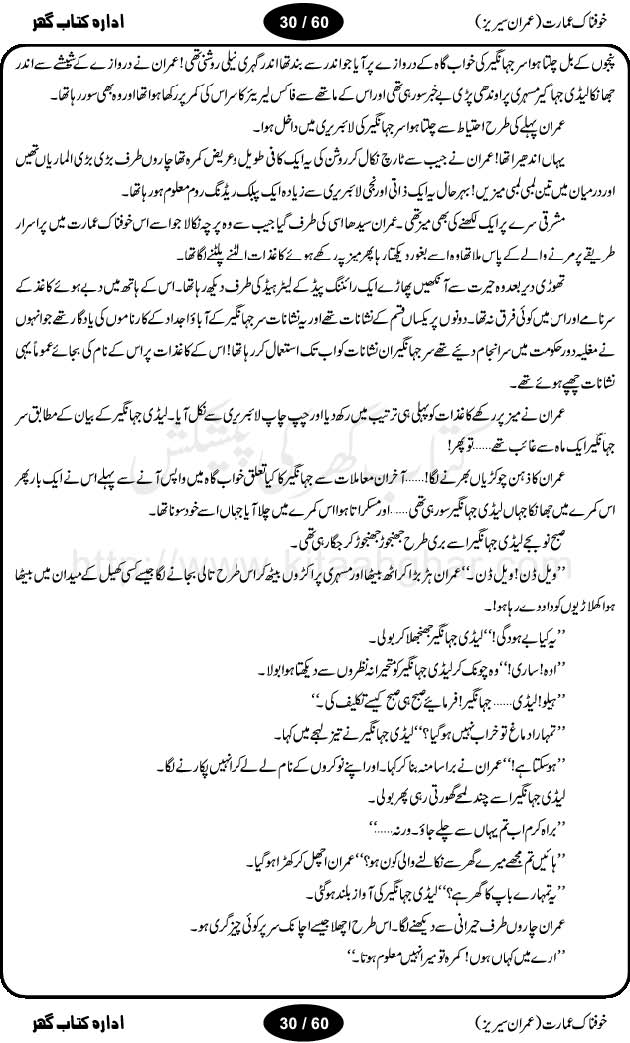 خوفناک عمارت (عمران سیریز)
30 / 60
ادارہ کتاب گھر
پنجوں کے بل چلتا ہوا سر جہانگیر کی خواب گاہ کے دروازے پر آیا جو اندر سے بند تھا اندر گہری نیلی روشنی تھی! عمران نے دروازے کے شیشے سے اندر
جھانکا لیڈی جہانگیر مسہری پر اوندھی پڑی بے خبر سو رہی تھی اور اس کے ماتھے سے فاکس ٹیریئر کا سر اس کی کمر پر رکھا ہوا تھا اور وہ بھی سو رہا تھا۔
عمران پہلے کی طرح احتیاط سے چلتا ہوا سر جہانگیر کی لائبریری میں داخل ہوا۔
یہاں اندھیرا تھا! عمران نے جیب سے ٹارچ نکال کر روشن کی یہ ایک کافی طویل و عریض کمرہ تھا چاروں طرف بڑی بڑی الماریاں تھیں
اور درمیان میں تین لمبی لمبی میزیں! بہرحال یہ ایک ذاتی اور نجی لائبریری سے زیادہ ایک پبلک ریڈنگ روم معلوم ہو رہا تھا۔
مشرقی سرے پر ایک لکھنے کی بھی میز تھی۔ عمران سیدھا اسی کی طرف گیا جیب سے وہ پرچہ نکالا جو اسے اس خوفناک عمارت میں پراسرار
طریقے پر مرنے والے کے پاس ملا تھا وہ اسے بغور دیکھتا رہا پھر میز پہ رکھے ہوئے کاغذات الٹنے پلٹنے لگا تھا۔
تھوڑی دیر بعد وہ حیرت سے آنکھیں پھاڑے ایک رائٹنگ پیڈ کے لیٹر ہیڈ کی طرف دیکھ رہا تھا۔ اس کے ہاتھ میں دبے ہوئے کاغذ کے
سرنامے اور اس میں کوئی فرق نہ تھا۔ دونوں پر یکساں قسم کے نشانات تھے اور یہ نشانات سر جہانگیر کے آباؤ اجداد کے کارناموں کی یادگار تھے جو انہوں
نے مغلیہ دور حکومت میں سرانجام دیئے تھے سر جہانگیر ان نشانات کو اب تک استعمال کر رہا تھا! اس کے کاغذات پر اس کے نام کی بجائے عموماً یہی
نشانات چھپے ہوئے تھے۔
عمران نے میز پر رکھے کاغذات کو پہلی ہی ترتیب میں رکھ دیا اور چپ چاپ لائبریری سے نکل آیا۔ لیڈی جہانگیر کے بیان کے مطابق سر
جہانگیر ایک ماہ سے غائب تھے......تو پھر!
عمران کا ذہن چوکڑیاں بھرنے لگا!......آخر ان معاملات سے جہانگیر کا کیا تعلق خواب گاہ میں واپس آنے سے پہلے اس نے ایک بار پھر
اس کمرے میں جھانکا جہاں لیڈی جہانگیر سو رہی تھی......اور مسکراتا ہوا اس کمرے میں چلا آیا جہاں اسے خود سونا تھا۔
صبح نو بجے لیڈی جہانگیر اسے بری طرح جھنجھوڑ جھنجھوڑ کر جگا رہی تھی۔
’’ویل ڈن! ویل ڈن۔‘‘ عمران ہڑبڑا کر اٹھ بیٹھا اور مسہری پر اکڑوں بیٹھ کر اس طرح تالی بجانے لگا جیسے کسی کھیل کے میدان میں بیٹھا
ہوا کھلاڑیوں کو داد دے رہا ہو!۔
’’یہ کیا بے ہودگی!‘‘ لیڈی جہانگیر جھنجھلا کر بولی۔
’’اوہ! ساری!‘‘ وہ چونک کر لیڈی جہانگیر کو متحیرانہ نظروں سے دیکھتا ہوا بولا۔
’’ہیلو! لیڈی...... جہانگیر! فرمائیے صبح ہی صبح کیسے تکلیف کی۔‘‘
’’تمہارا دماغ تو خراب نہیں ہو گیا؟‘‘ لیڈی جہانگیر نے تیز لہجے میں کہا۔
’’ہو سکتا ہے!‘‘ عمران نے برا سا منہ بنا کر کہا۔ اور اپنے نوکروں کے نام لے لے کر انہیں پکارنے لگا۔
لیڈی جہانگیر اسے چند لمحے گھورتی رہی پھر بولی۔
’’براہ کرم اب تم یہاں سے چلے جاؤ۔ ورنہ......‘‘
’’ہائیں تم مجھے میرے گھر سے نکالنے والی کون ہو؟‘‘ عمران اچھل کر کھڑا ہو گیا۔
’’یہ تمہارے باپ کا گھر ہے؟‘‘ لیڈی جہانگیر کی آواز بلند ہو گئی۔
عمران چاروں طرف حیرانی سے دیکھنے لگا۔ اس طرح اچھلا جیسے اچانک سر پر کوئی چیز گری ہو۔
’’ارے میں کہاں ہوں! کمرہ تو میرا نہیں معلوم ہوتا۔‘‘
کتاب گھر کی پیشکش
http://www.kitaabghar.com
خوفناک عمارت (عمران سیریز)
30 / 60
ادارہ کتاب گھر